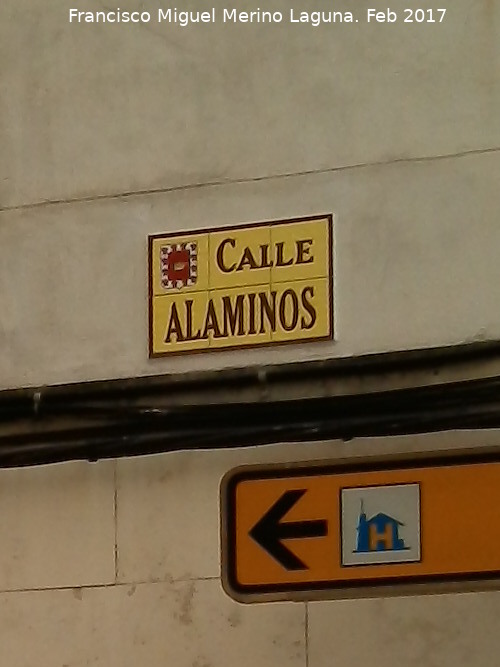 Francisco Miguel Merino Laguna. Feb 2017
CALLE
ALAMINOS
H